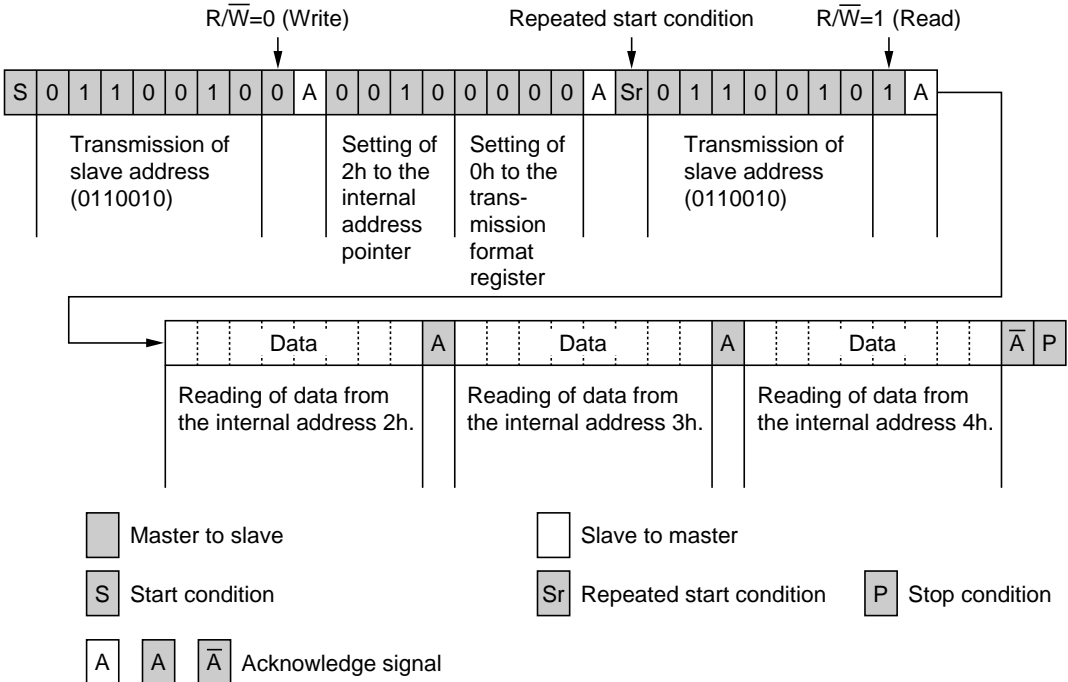 R/W̅=0 (Write) Repeated start condition R/W̅=1 (Read)
S 0 1 1 0 0 1 0 0 A 0 0 1 0 0 0 0 0 A Sr 0 1 1 0 0 1 0 1 A
Transmission of
slave address
(0110010)
Setting of
2h to the
internal
address
pointer
Setting of
0h to the
trans-
mission
format
register
Transmission of
slave address
(0110010)
Data A Data A Data A̅ P
Reading of data from
the internal address 2h.
Reading of data from
the internal address 3h.
Reading of data from
the internal address 4h.
Master to slave
Slave to master
S Start condition
Sr Repeated start condition
P Stop condition
A A A̅ Acknowledge signal